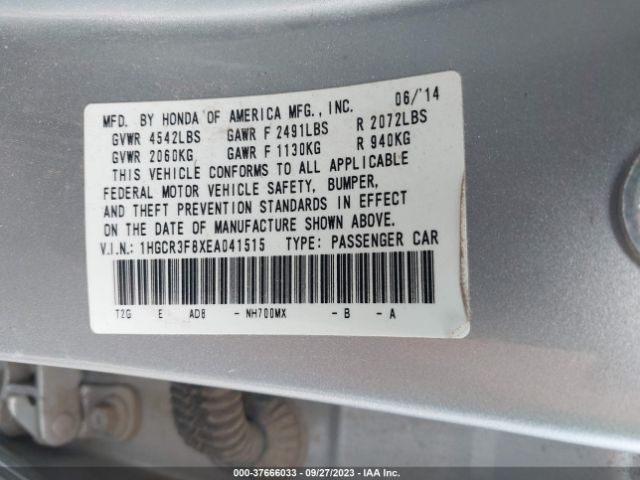 MFD. BY HONDA OF AMERICA MFG., INC. 06/'14
GVWR 4542LBS GAWR F 2491LBS R 2072LBS
GVWR 2060KG GAWR F 1130KG R 940KG
THIS VEHICLE CONFORMS TO ALL APPLICABLE
FEDERAL MOTOR VEHICLE SAFETY, BUMPER,
AND THEFT PREVENTION STANDARDS IN EFFECT
ON THE DATE OF MANUFACTURE SHOWN ABOVE.
V.I.N.: 1HGCR3F8XEA041515 TYPE: PASSENGER CAR
T2G E AD8 - NH700MX - B - A
000-37666033 - 09/27/2023 - IAA Inc.